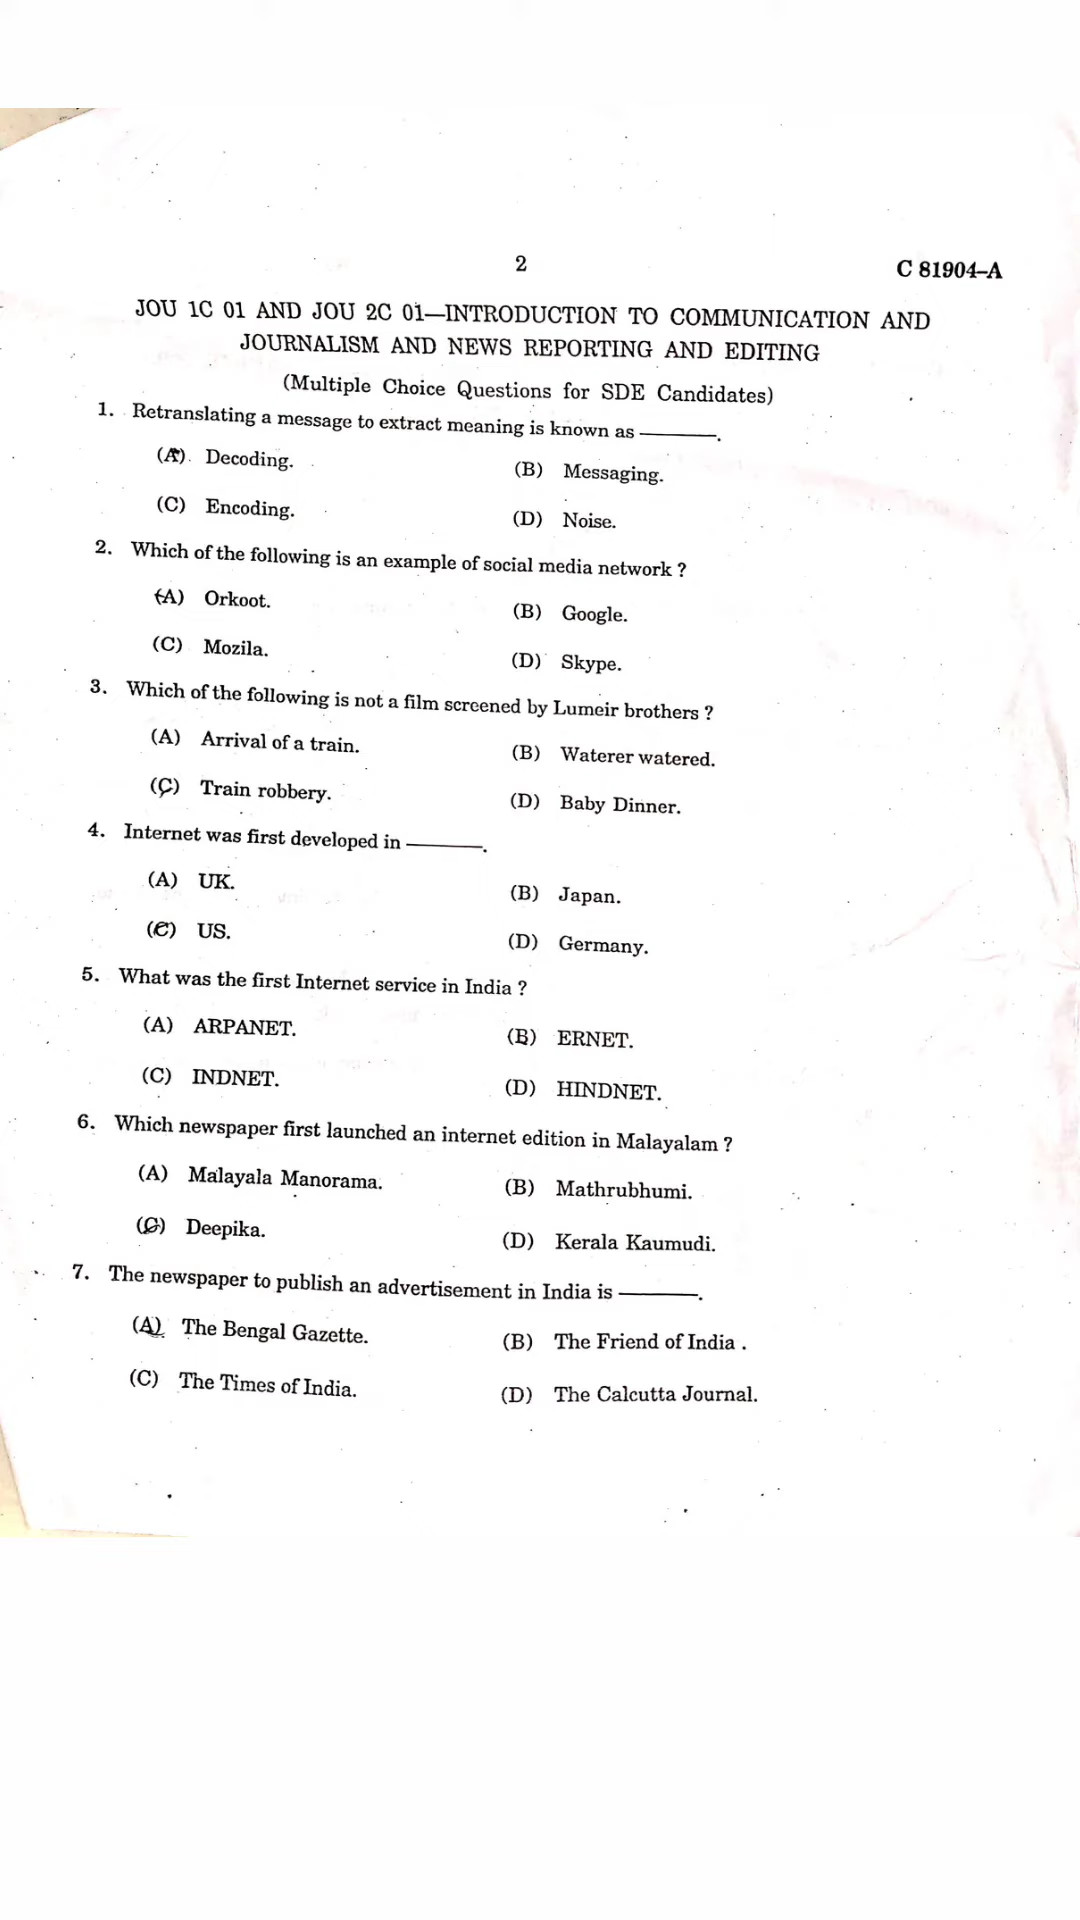 2
C 81904–A
JOU 1C 01 AND JOU 2C 01—INTRODUCTION TO COMMUNICATION AND
JOURNALISM AND NEWS REPORTING AND EDITING
(Multiple Choice Questions for SDE Candidates)
1. Retranslating a message to extract meaning is known as ———.
(A) Decoding.
(B) Messaging.
(C) Encoding.
(D) Noise.
2. Which of the following is an example of social media network ?
(A) Orkoot.
(B) Google.
(C) Mozila.
(D) Skype.
3. Which of the following is not a film screened by Lumeir brothers ?
(A) Arrival of a train.
(B) Waterer watered.
(C) Train robbery.
(D) Baby Dinner.
4. Internet was first developed in ———.
(A) UK.
(B) Japan.
(C) US.
(D) Germany.
5. What was the first Internet service in India ?
(A) ARPANET.
(B) ERNET.
(C) INDNET.
(D) HINDNET.
6. Which newspaper first launched an internet edition in Malayalam ?
(A) Malayala Manorama.
(B) Mathrubhumi.
(C) Deepika.
(D) Kerala Kaumudi.
7. The newspaper to publish an advertisement in India is ———.
(A) The Bengal Gazette.
(B) The Friend of India .
(C) The Times of India.
(D) The Calcutta Journal.